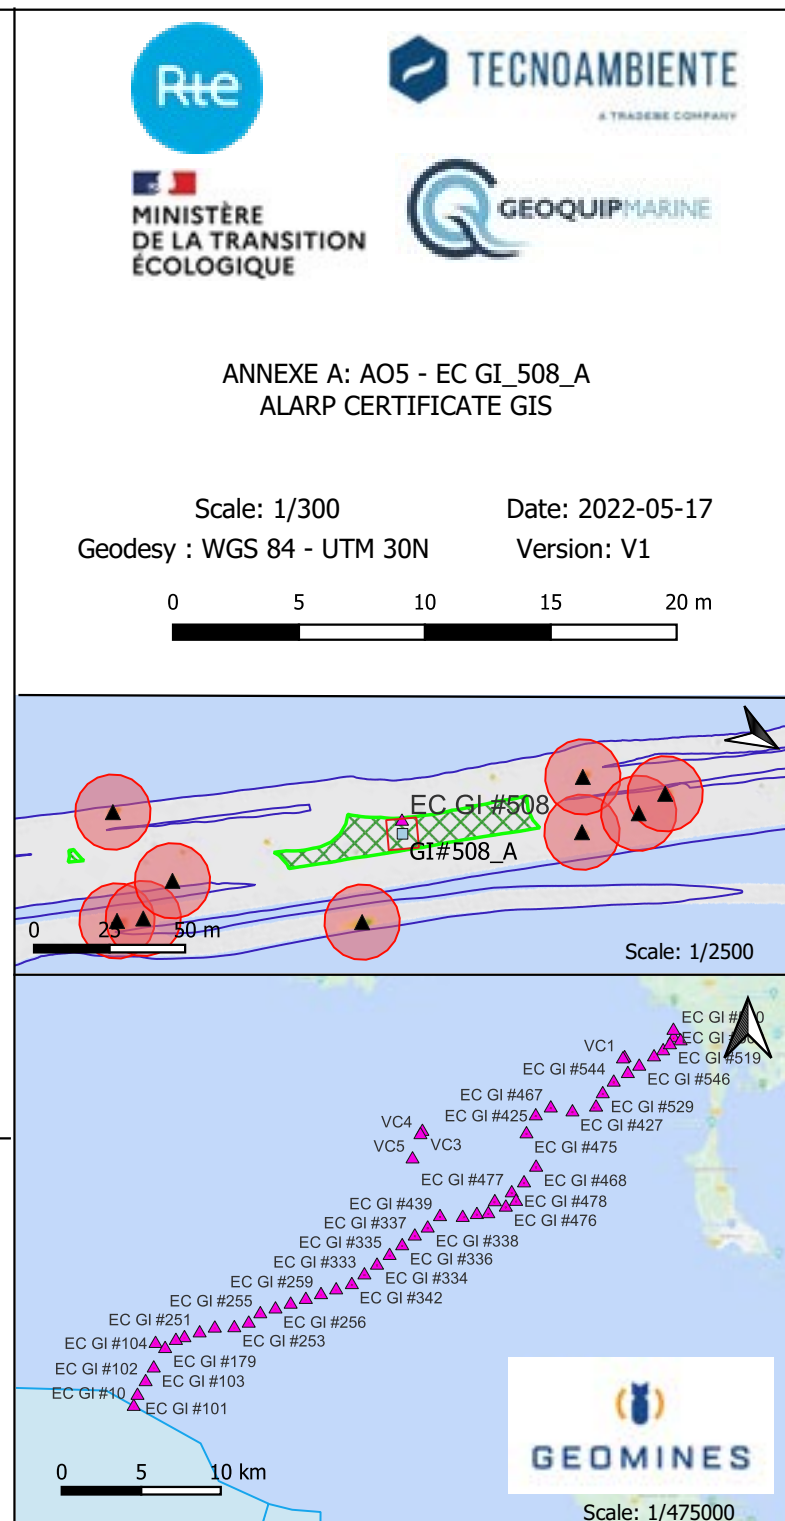 Rte
TECNOAMBIENTE
A TRADEBE COMPANY
MINISTÈRE
DE LA TRANSITION
ÉCOLOGIQUE
GEOQUIPMARINE
ANNEXE A: AO5 - EC GI_508_A
ALARP CERTIFICATE GIS
Scale: 1/300
Date: 2022-05-17
Geodesy : WGS 84 - UTM 30N
Version: V1
0 5 10 15 20 m
EC GI #508
GI#508_A
0 25 50 m
Scale: 1/2500
EC GI
VC1
EC GI #519
EC GI #544
EC GI #546
EC GI #467
EC GI #529
EC GI #425
EC GI #427
VC4
VC3
EC GI #475
VC5
EC GI #477
EC GI #468
EC GI #478
EC GI #439
EC GI #476
EC GI #337
EC GI #338
EC GI #335
EC GI #336
EC GI #333
EC GI #334
EC GI #259
EC GI #342
EC GI #255
EC GI #256
EC GI #251
EC GI #253
EC GI #104
EC GI #179
EC GI #102
EC GI #103
EC GI #10
EC GI #101
0 5 10 km
GEOMINES
Scale: 1/475000